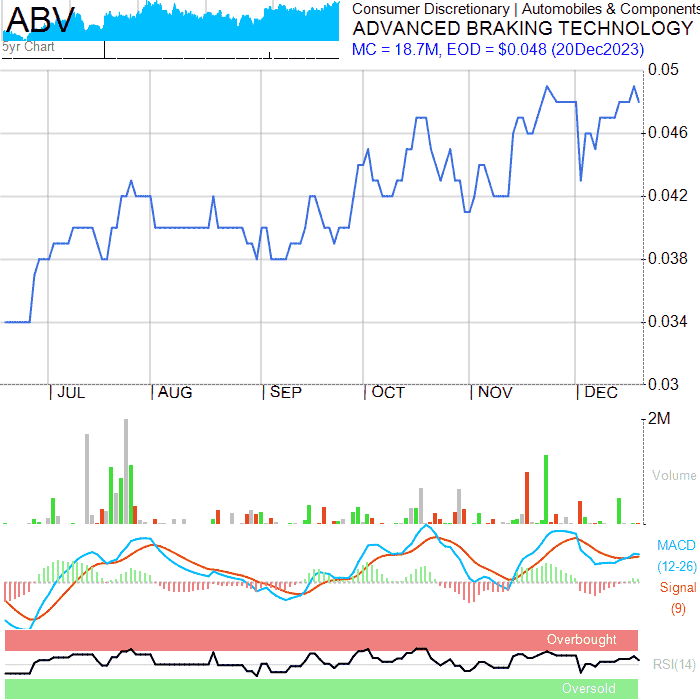 ABV
5yr Chart
Consumer Discretionary | Automobiles & Components
ADVANCED BRAKING TECHNOLOGY
MC = 18.7M, EOD = $0.048 (20Dec2023)
0.05
0.046
0.042
0.038
0.034
0.03
JUL
AUG
SEP
OCT
NOV
DEC
2M
Volume
MACD
(12-26)
Signal
(9)
Overbought
RSI(14)
Oversold